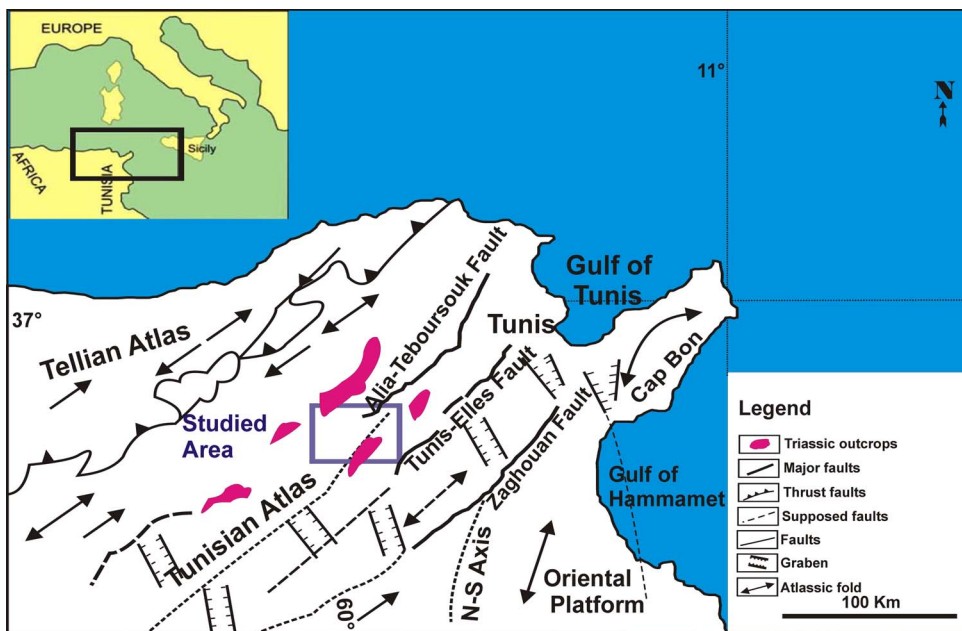 EUROPE
Sicily
AFRICA
TUNISIA
11°
N
37°
Gulf of
Tunis
Tunis
Tellian Atlas
Alia-Teboursouk Fault
Cap Bon
Studied
Area
Tunis-Elles Fault
Zaghouan Fault
Gulf of
Hammamet
Tunisian Atlas
N-S Axis
Oriental
Platform
60°
Legend
Triassic outcrops
Major faults
Thrust faults
Supposed faults
Faults
Graben
Atlassic fold
100 Km